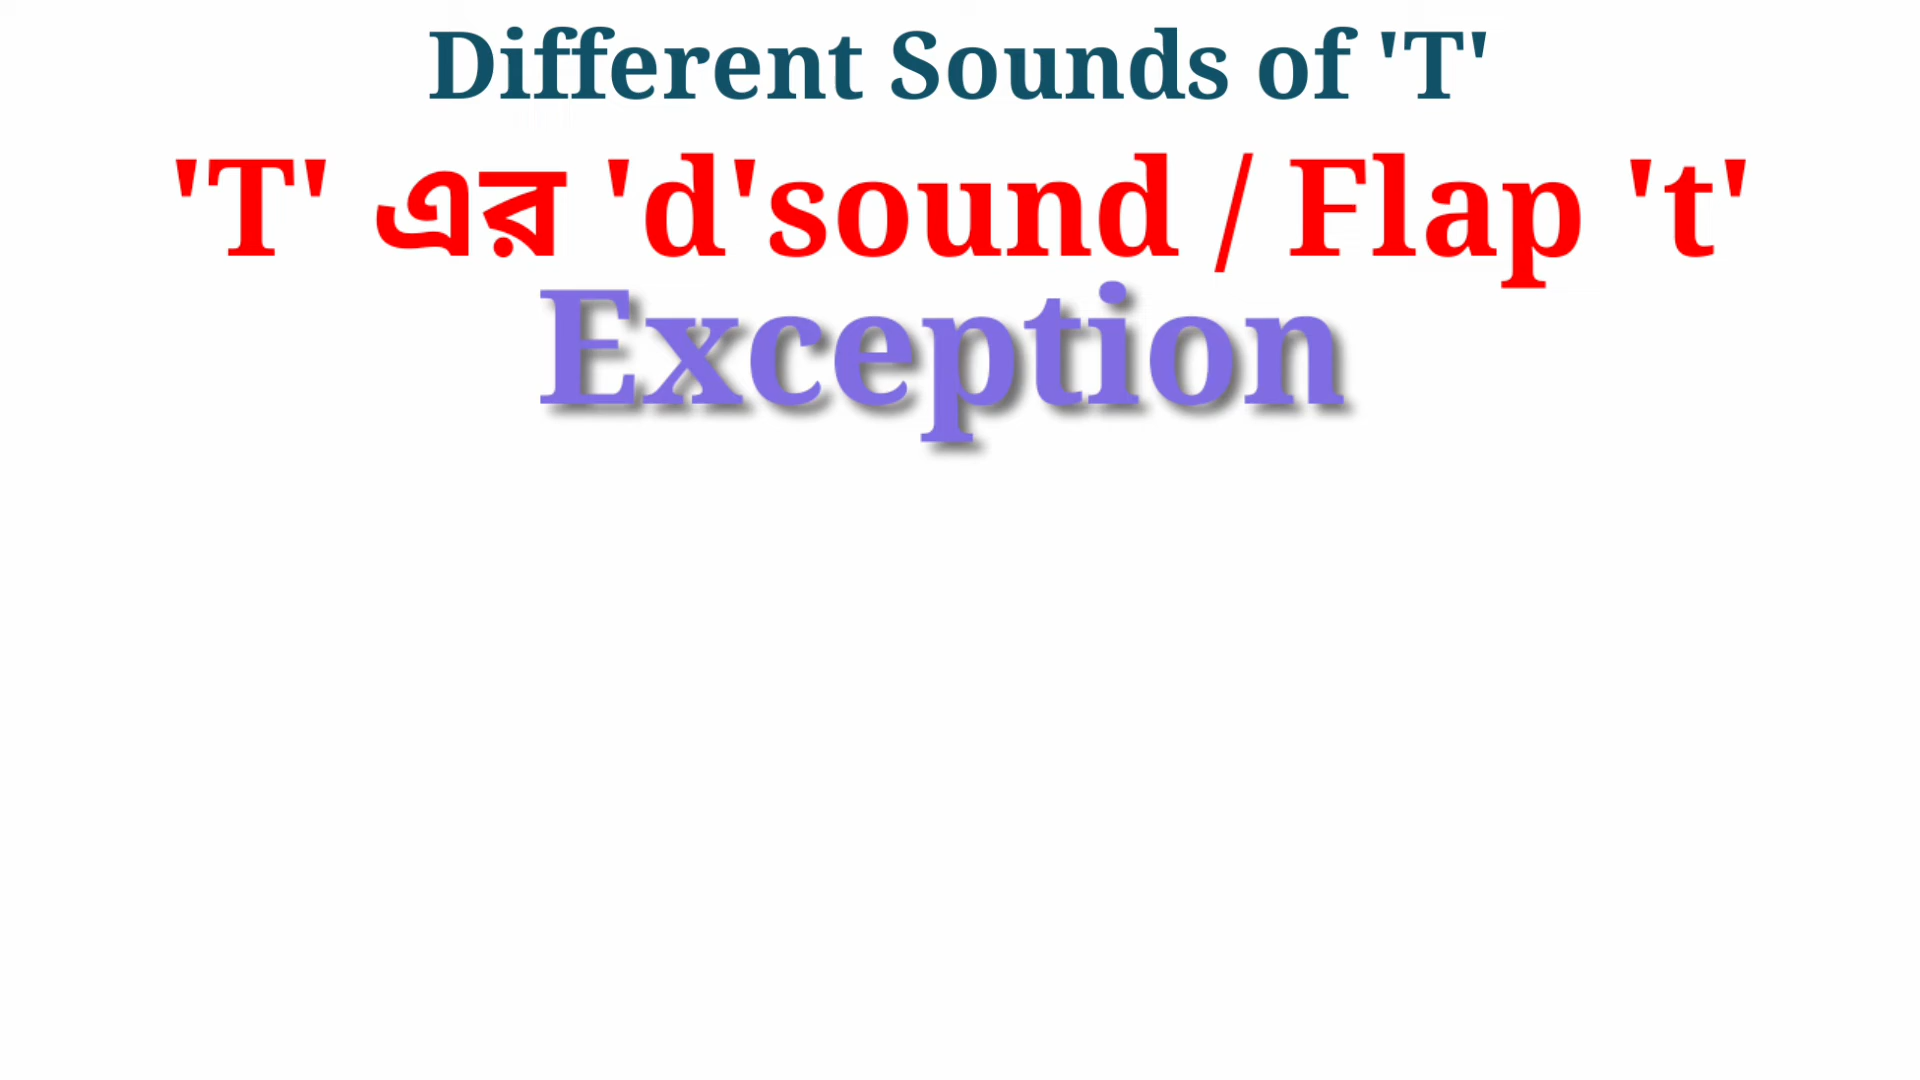 Different Sounds of 'T'
'T' এর 'd'sound / Flap 't'
Exception